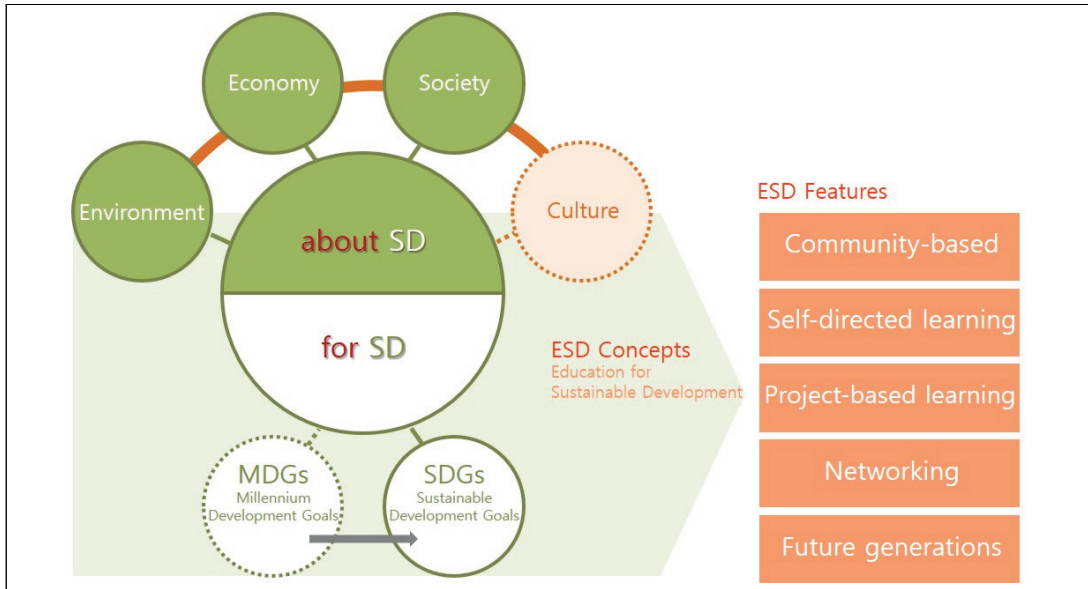 Economy
Society
Environment
Culture
about SD
for SD
ESD Concepts
Education for
Sustainable Development
MDGs
Millennium
Development Goals
SDGs
Sustainable
Development Goals
ESD Features
Community-based
Self-directed learning
Project-based learning
Networking
Future generations